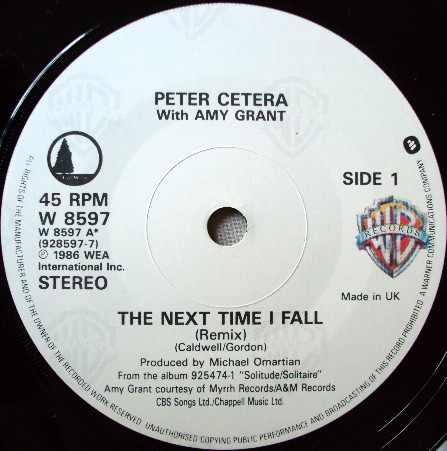 PETER CETERA
With AMY GRANT
45 RPM
W 8597
W 8597 A*
(928597-7)
℗ 1986 WEA
International Inc.
STEREO
SIDE 1
WB
RECORDS
Made in UK
THE NEXT TIME I FALL
(Remix)
(Caldwell/Gordon)
Produced by Michael Omartian
From the album 925474-1 "Solitude/Solitaire"
Amy Grant courtesy of Myrrh Records/A&M Records
CBS Songs Ltd./Chappell Music Ltd.
ALL RIGHTS OF THE MANUFACTURER AND OF THE OWNER OF THE RECORDED WORK RESERVED UNAUTHORISED COPYING PUBLIC PERFORMANCE AND BROADCASTING OF THIS RECORD PROHIBITED A WARNER COMMUNICATIONS COMPANY